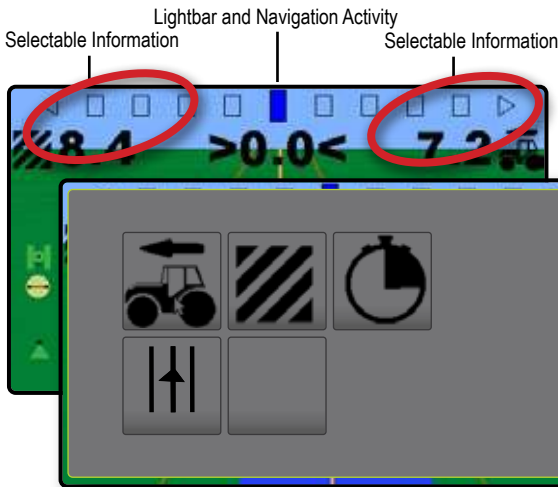 Lightbar and Navigation Activity
Selectable Information
Selectable Information
8.4 >0.0< 7.2